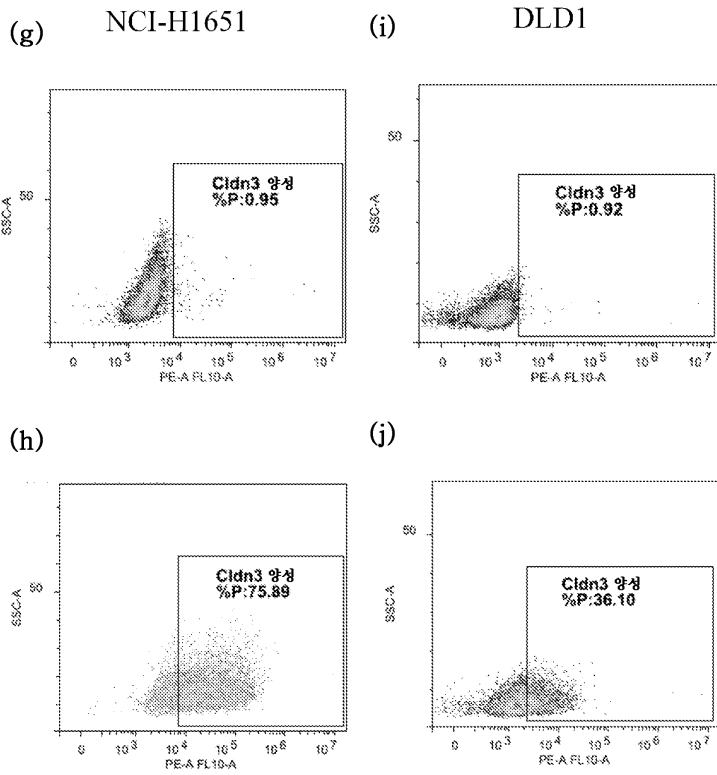 (g) NCI-H1651
(i) DLD1
Cldn3 양성
%P:0.95
50
SSC-A
0 10³ 10⁴ 10⁵ 10⁶ 10⁷
PE-A FL10-A
Cldn3 양성
%P:0.92
50
SSC-A
0 10³ 10⁴ 10⁵ 10⁶ 10⁷
PE-A FL10-A
(h)
(j)
Cldn3 양성
%P:75.89
50
SSC-A
0 10³ 10⁴ 10⁵ 10⁶ 10⁷
PE-A FL10-A
Cldn3 양성
%P:36.10
50
SSC-A
0 10³ 10⁴ 10⁵ 10⁶ 10⁷
PE-A FL10-A